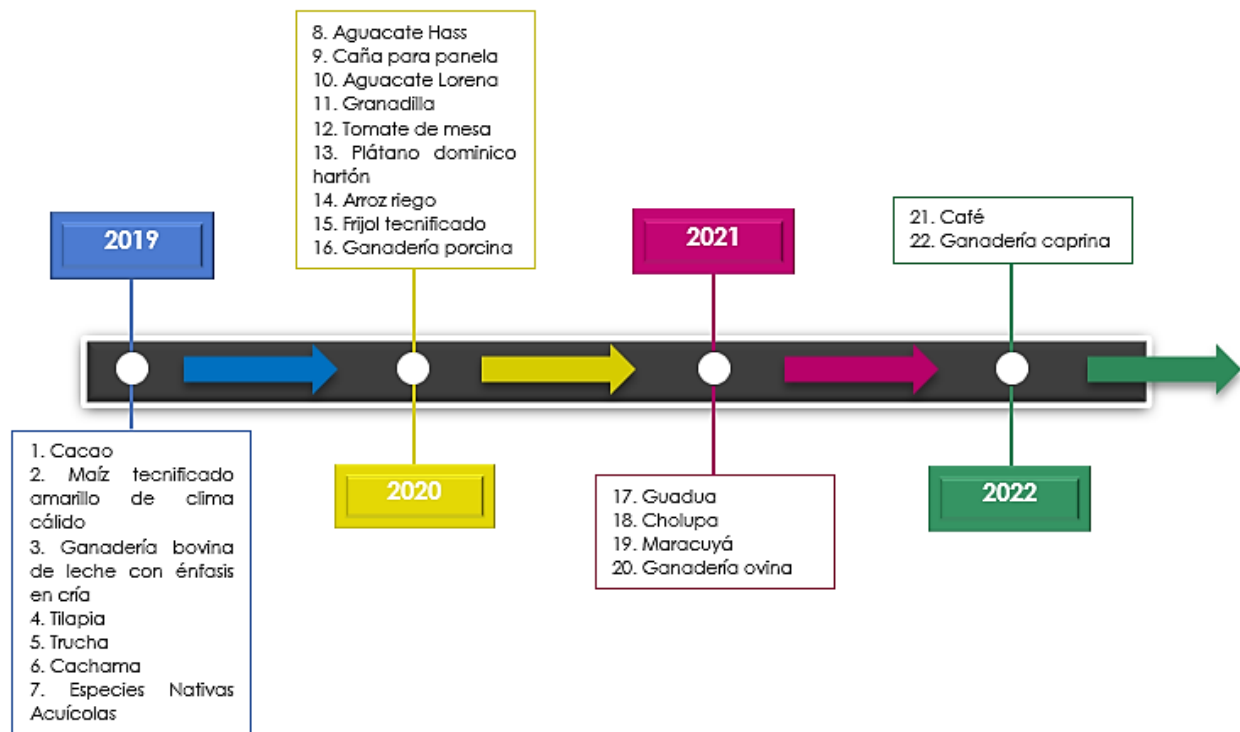 2019
1. Cacao
2. Maíz tecnificado
amarillo de clima
cálido
3. Ganadería bovina
de leche con énfasis
en cría
4. Tilapia
5. Trucha
6. Cachama
7. Especies Nativas
Acuícolas
8. Aguacate Hass
9. Caña para panela
10. Aguacate Lorena
11. Granadilla
12. Tomate de mesa
13. Plátano dominico
hartón
14. Arroz riego
15. Frijol tecnificado
16. Ganadería porcina
2020
2021
17. Guadua
18. Cholupa
19. Maracuyá
20. Ganadería ovina
21. Café
22. Ganadería caprina
2022